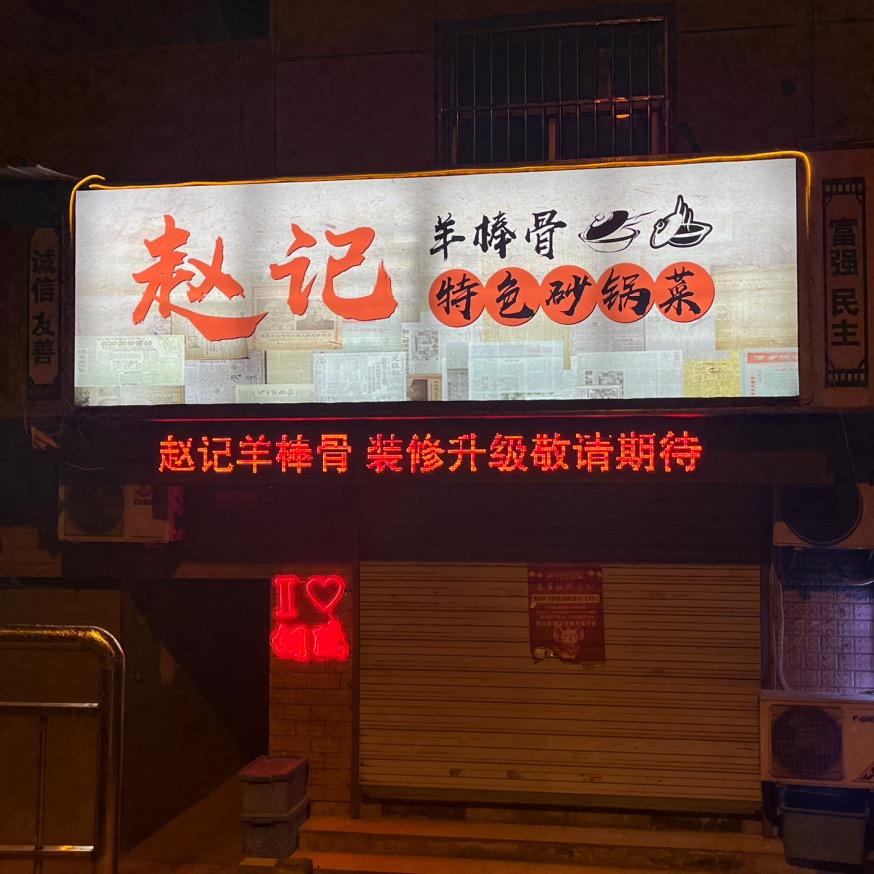 赵记
羊棒骨
特色砂锅菜
诚信 友善
富强 民主
赵记羊棒骨 装修升级敬请期待
I